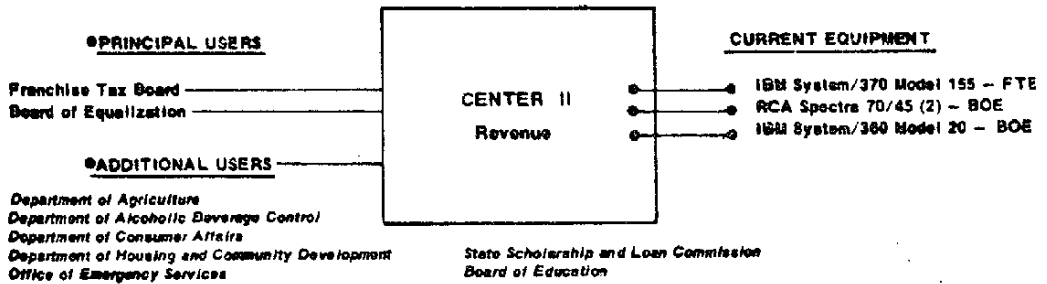 ●PRINCIPAL USERS
Franchise Tax Board
Board of Equalization
●ADDITIONAL USERS
Department of Agriculture
Department of Alcoholic Beverage Control
Department of Consumer Affairs
Department of Housing and Community Development
Office of Emergency Services
CENTER II
Revenue
State Scholarship and Loan Commission
Board of Education
CURRENT EQUIPMENT
IBM System/370 Model 155 – FTE
RCA Spectra 70/45 (2) – BOE
IBM System/360 Model 20 – BOE